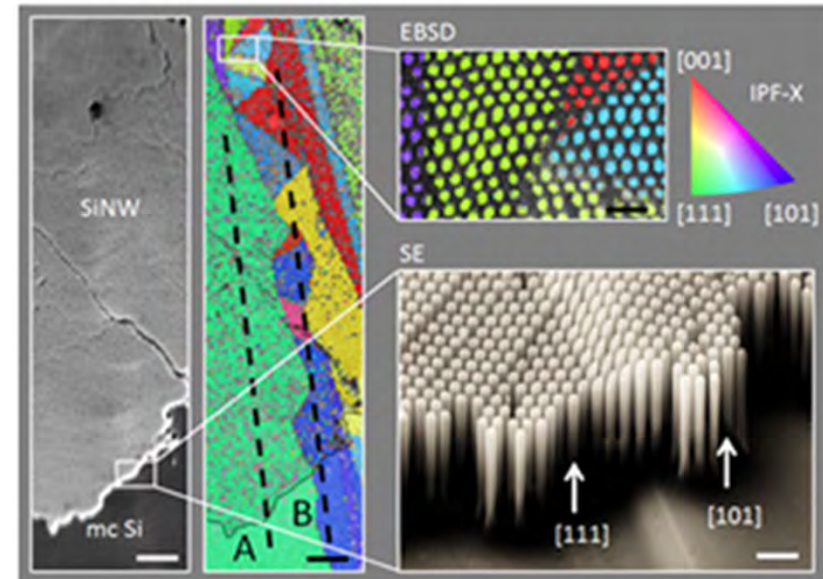 SiNW
mc Si
A
B
EBSD
[001]
IPF-X
[111]
[101]
SE
[111]
[101]